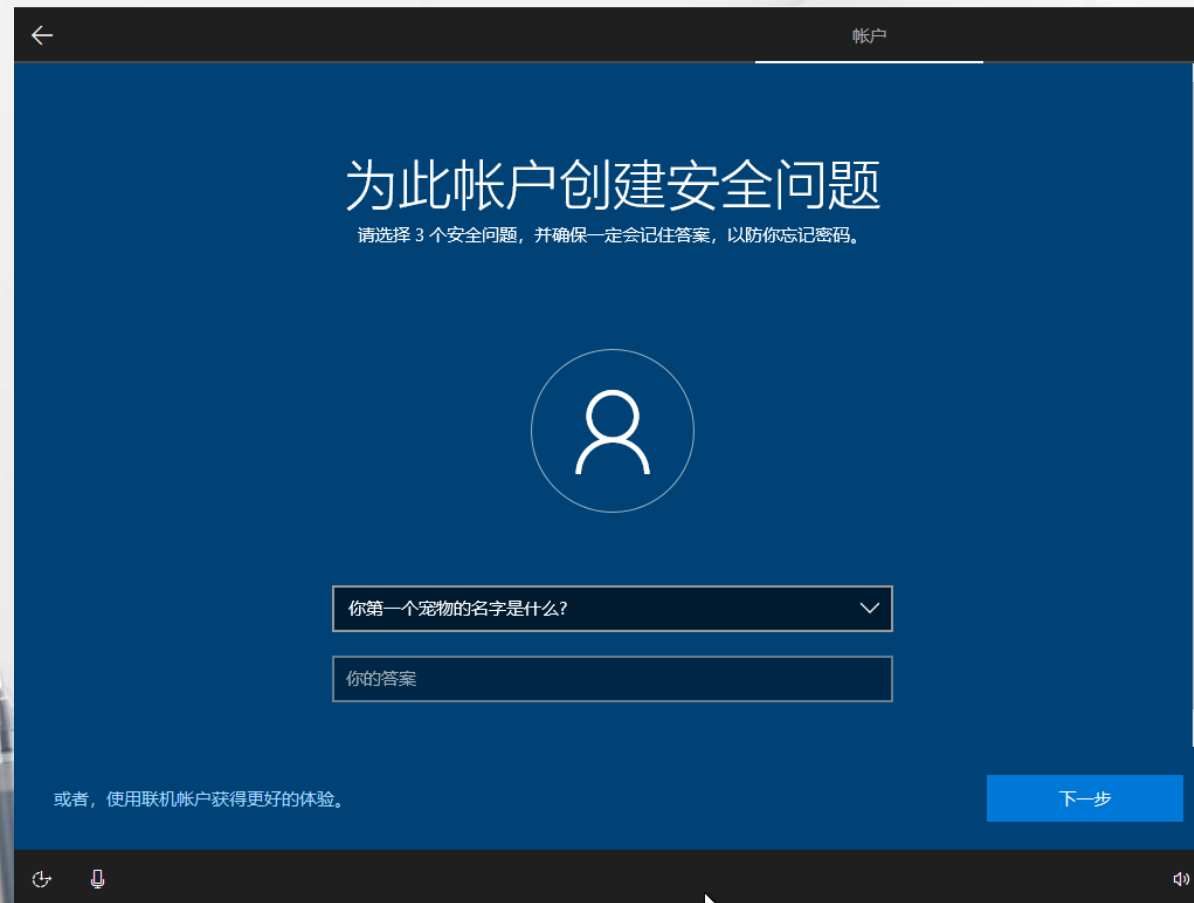 帐户
为此帐户创建安全问题
请选择 3 个安全问题，并确保一定会记住答案，以防你忘记密码。
你第一个宠物的名字是什么?
你的答案
或者，使用联机帐户获得更好的体验。
下一步